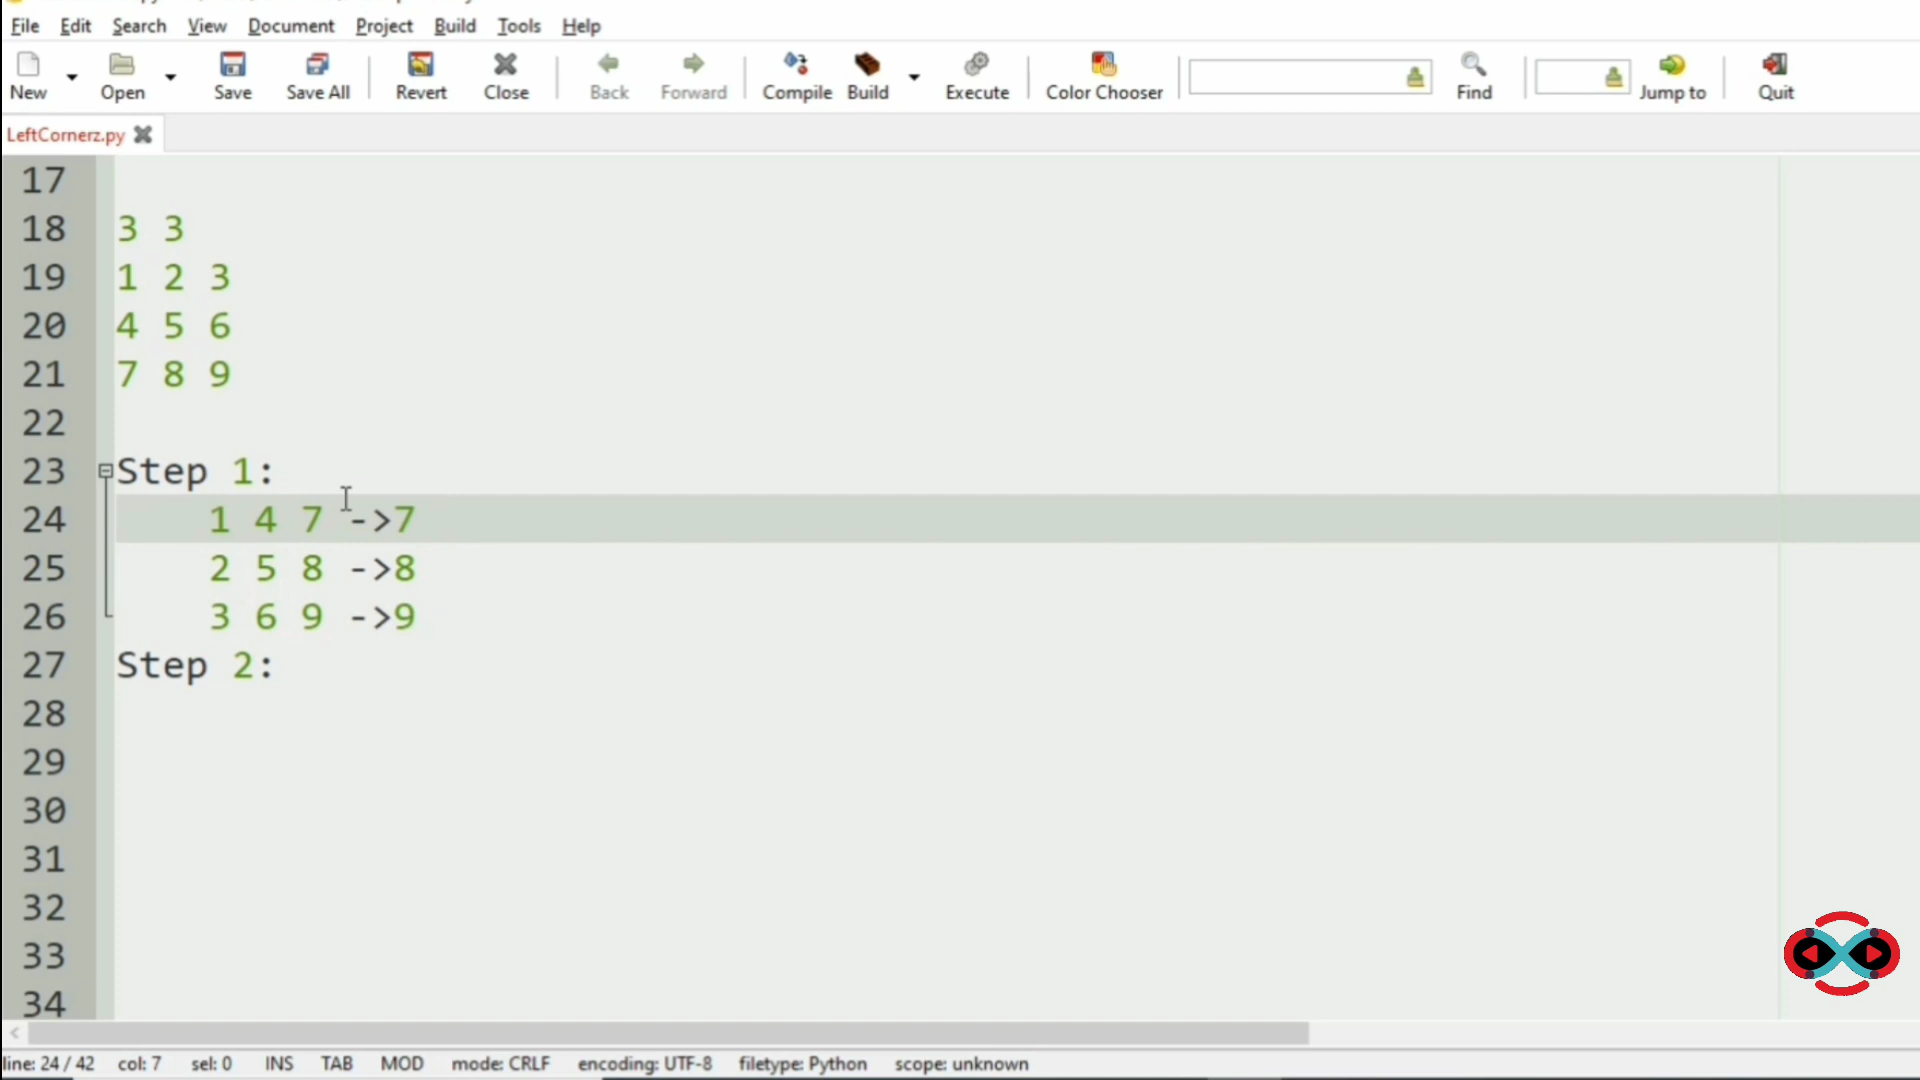 File Edit Search View Document Project Build Tools Help
New Open Save Save All Revert Close Back Forward Compile Build Execute Color Chooser Find Jump to Quit
LeftCornerz.py
17
18 3 3
19 1 2 3
20 4 5 6
21 7 8 9
22
23 Step 1:
24 1 4 7 ->7
25 2 5 8 ->8
26 3 6 9 ->9
27 Step 2:
28
29
30
31
32
33
34
line: 24 / 42 col: 7 sel: 0 INS TAB MOD mode: CRLF encoding: UTF-8 filetype: Python scope: unknown